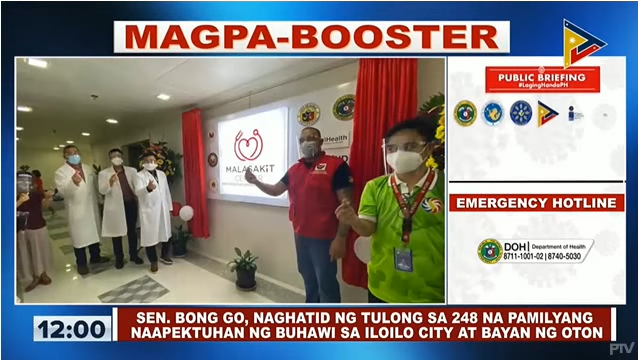 MAGPA-BOOSTER
PUBLIC BRIEFING
#LagingHandaPH
MALASAKIT
CENTER
Health
EMERGENCY HOTLINE
DOH | Department of Health
8711-1001-02 | 8740-5030
12:00
SEN. BONG GO, NAGHATID NG TULONG SA 248 NA PAMILYANG
NAAPEKTUHAN NG BUHAWI SA ILOILO CITY AT BAYAN NG OTON
PTV